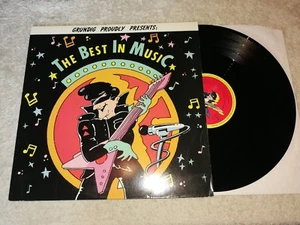 GRUNDIG PROUDLY PRESENTS:
THE BEST IN MUSIC